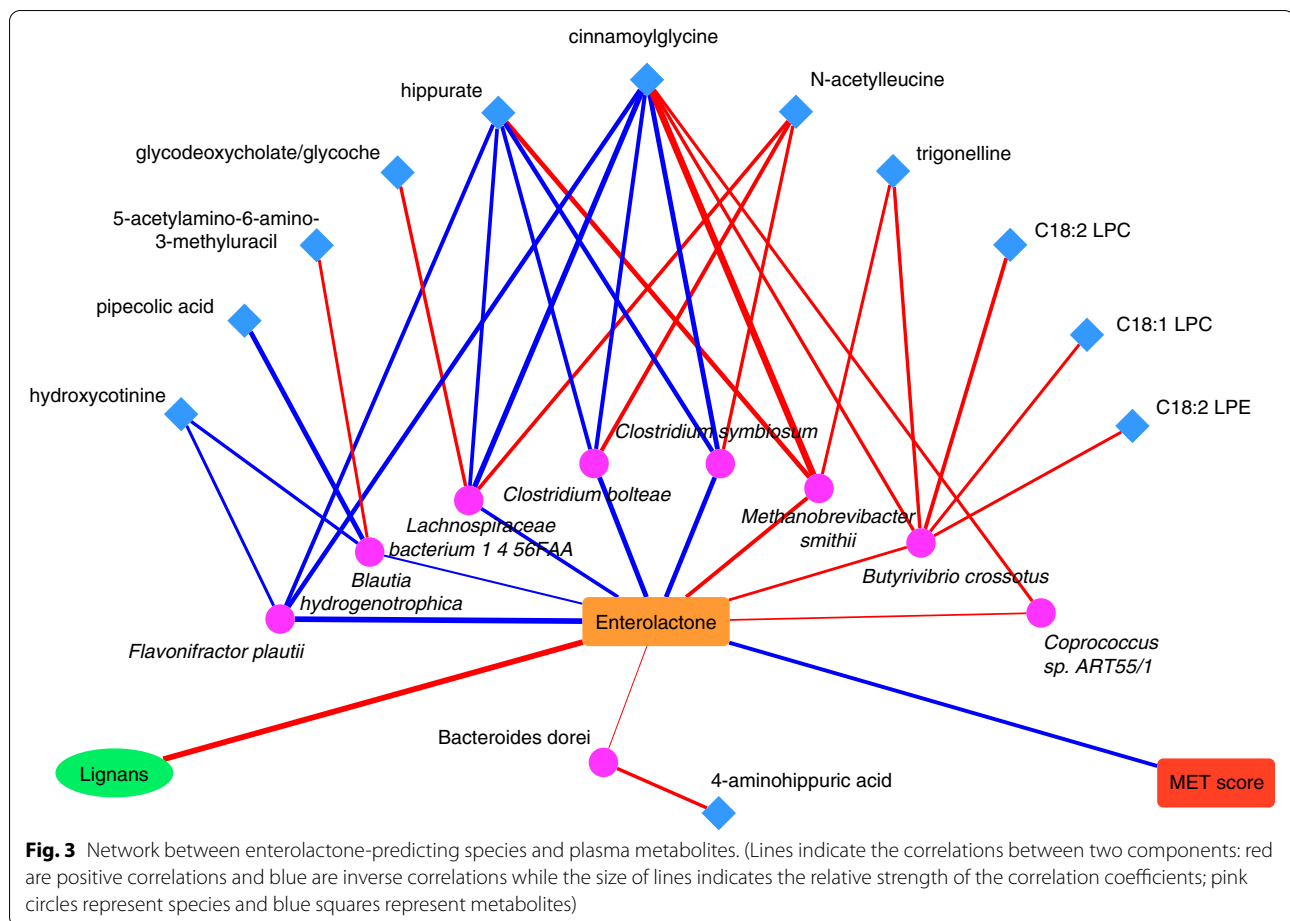 cinnamoylglycine
hippurate
N-acetylleucine
glycodeoxycholate/glycoche
trigonelline
5-acetylamino-6-amino-
3-methyluracil
C18:2 LPC
pipecolic acid
C18:1 LPC
hydroxycotinine
C18:2 LPE
Clostridium symbiosum
Clostridium bolteae
Methanobrevibacter
smithii
Lachnospiraceae
bacterium 1 4 56FAA
Butyrivibrio crossotus
Blautia
hydrogenotrophica
Enterolactone
Flavonifractor plautii
Coprococcus
sp. ART55/1
Bacteroides dorei
Lignans
4-aminohippuric acid
MET score
Fig. 3 Network between enterolactone-predicting species and plasma metabolites. (Lines indicate the correlations between two components: red
are positive correlations and blue are inverse correlations while the size of lines indicates the relative strength of the correlation coefficients; pink
circles represent species and blue squares represent metabolites)